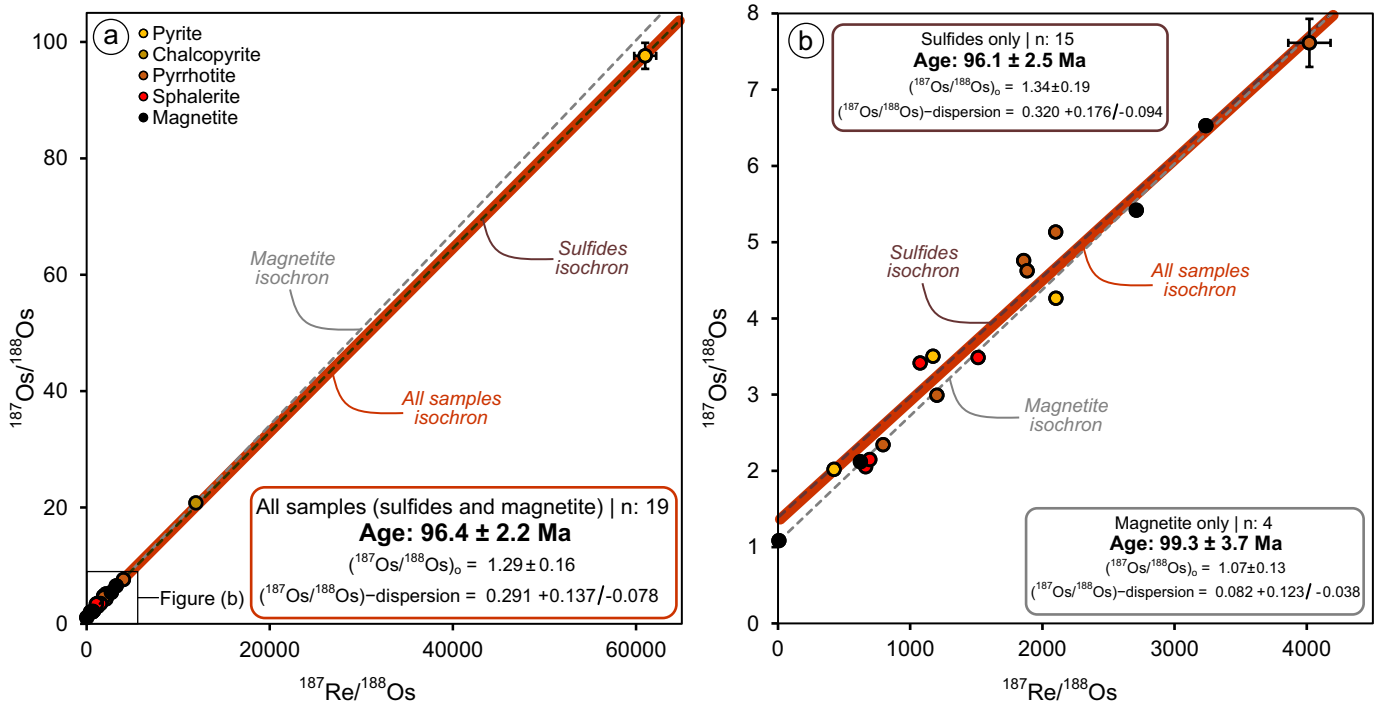 a
Pyrite
Chalcopyrite
Pyrrhotite
Sphalerite
Magnetite
100
80
60
40
20
0
187Os/188Os
Magnetite
isochron
Sulfides
isochron
All samples
isochron
All samples (sulfides and magnetite) | n: 19
Age: 96.4 ± 2.2 Ma
(187Os/188Os)o = 1.29±0.16
(187Os/188Os)−dispersion = 0.291 +0.137/-0.078
Figure (b)
0
20000
40000
60000
187Re/188Os
b
8
7
6
5
4
3
2
1
0
187Os/188Os
Sulfides only | n: 15
Age: 96.1 ± 2.5 Ma
(187Os/188Os)o = 1.34±0.19
(187Os/188Os)−dispersion = 0.320 +0.176/-0.094
Sulfides
isochron
All samples
isochron
Magnetite
isochron
Magnetite only | n: 4
Age: 99.3 ± 3.7 Ma
(187Os/188Os)o = 1.07±0.13
(187Os/188Os)−dispersion = 0.082 +0.123/ -0.038
0
1000
2000
3000
4000
187Re/188Os